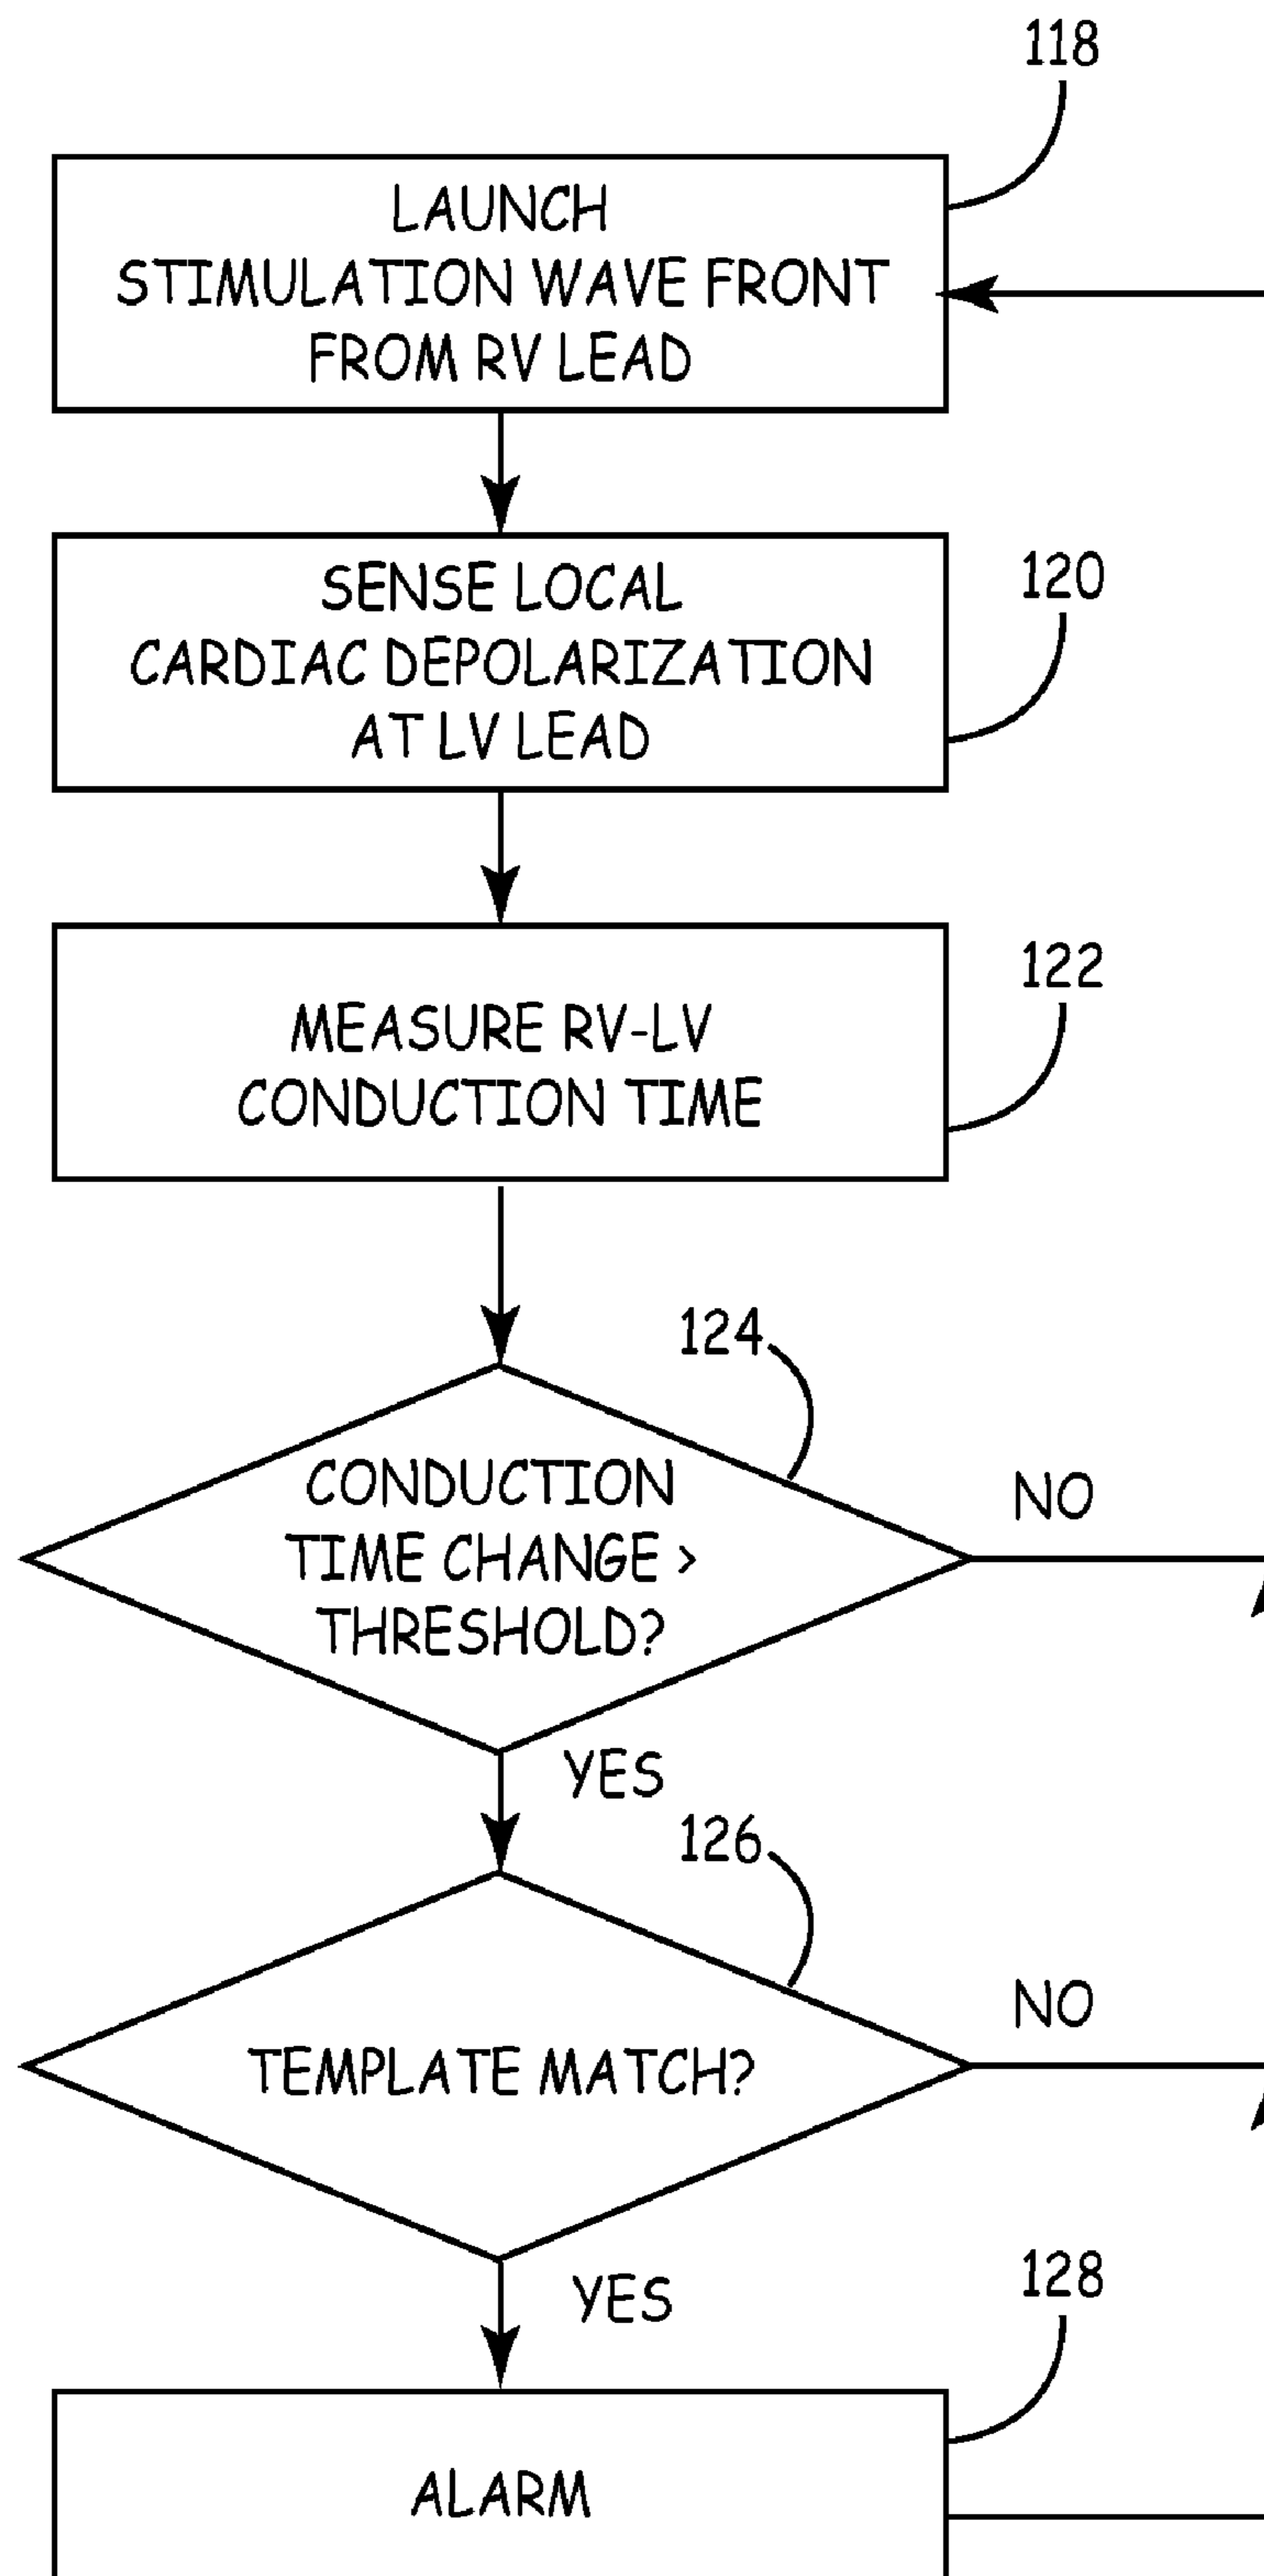 118
LAUNCH
STIMULATION WAVE FRONT
FROM RV LEAD
120
SENSE LOCAL
CARDIAC DEPOLARIZATION
AT LV LEAD
122
MEASURE RV-LV
CONDUCTION TIME
124
CONDUCTION
TIME CHANGE >
THRESHOLD?
NO
YES
126
TEMPLATE MATCH?
NO
YES
128
ALARM